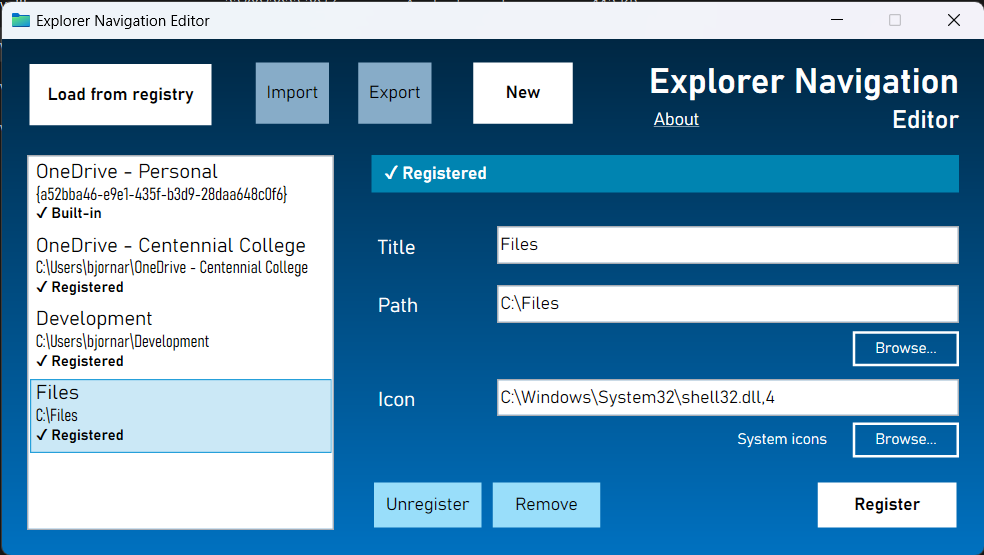 Explorer Navigation Editor
Load from registry
Import
Export
New
Explorer Navigation
Editor
About
OneDrive - Personal
{a52bba46-e9e1-435f-b3d9-28daa648c0f6}
✓ Built-in
OneDrive - Centennial College
C:\Users\bjornar\OneDrive - Centennial College
✓ Registered
Development
C:\Users\bjornar\Development
✓ Registered
Files
C:\Files
✓ Registered
✓ Registered
Title
Files
Path
C:\Files
Browse...
Icon
C:\Windows\System32\shell32.dll,4
System icons
Browse...
Unregister
Remove
Register